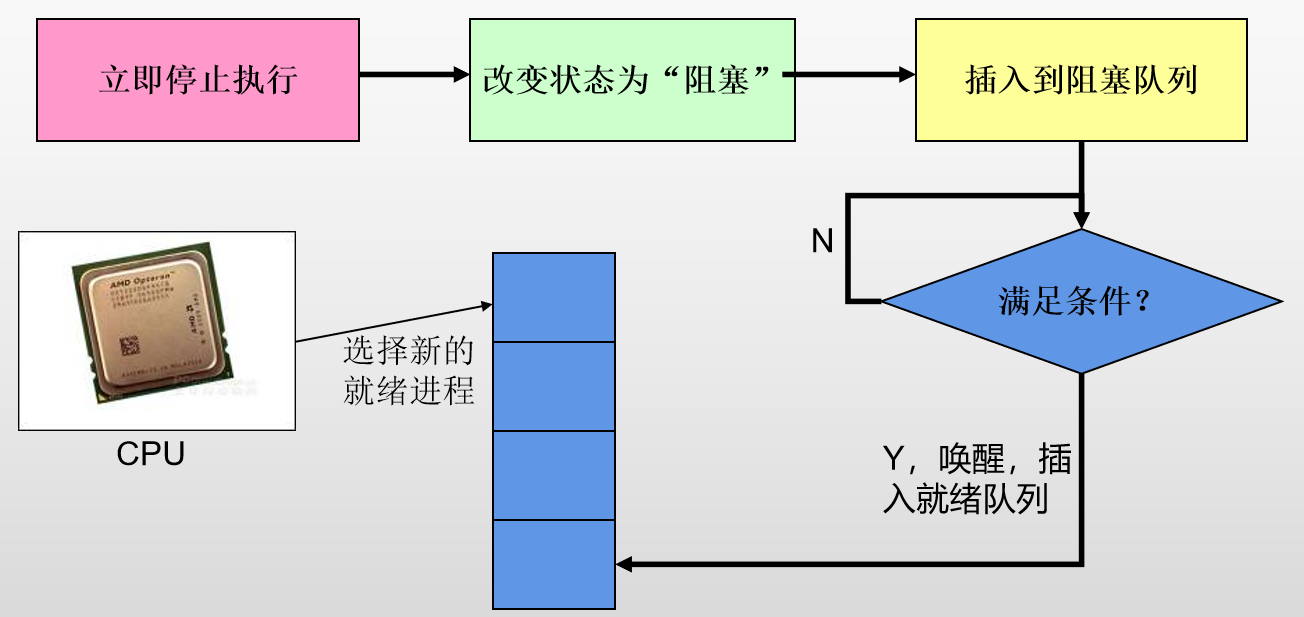 立即停止执行
改变状态为“阻塞”
插入到阻塞队列
N
满足条件？
AMD Opteron
选择新的
就绪进程
CPU
Y，唤醒，插
入就绪队列